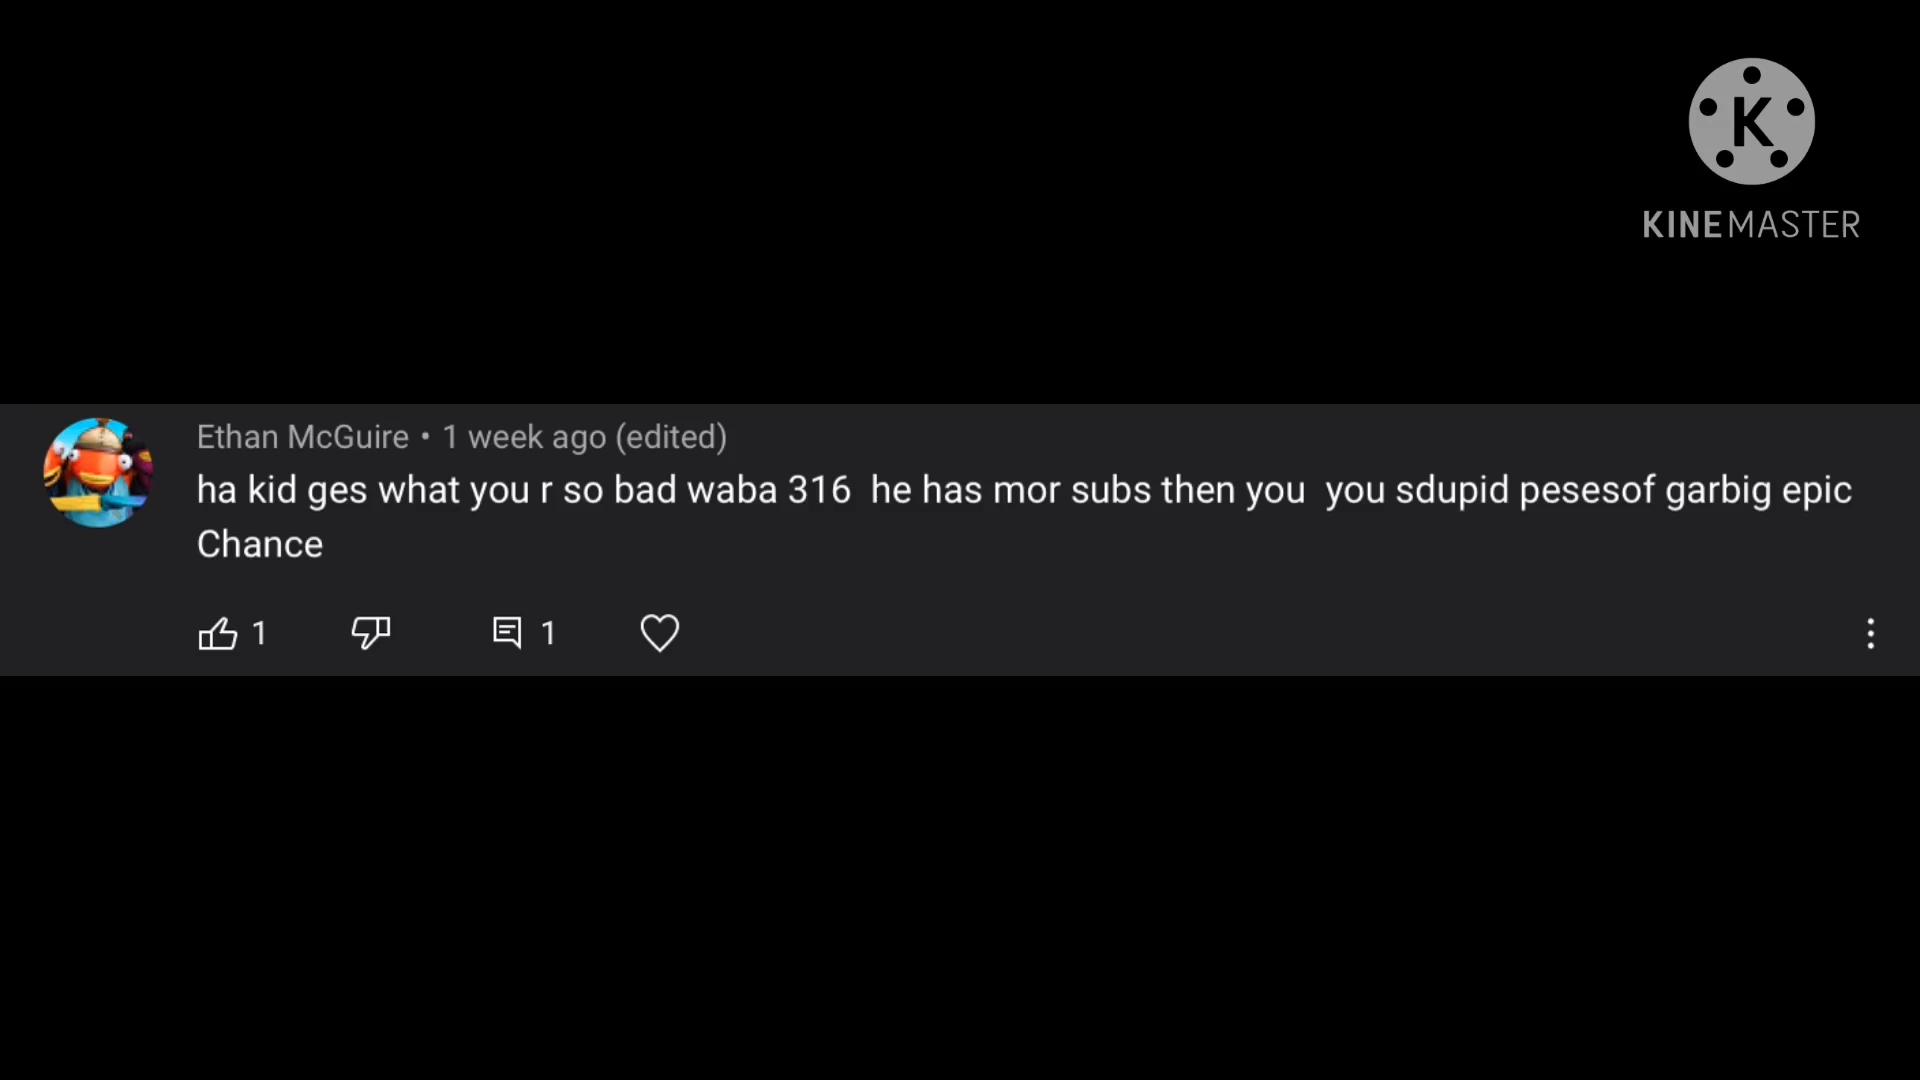 K
KINEMASTER
Ethan McGuire • 1 week ago (edited)
ha kid ges what you r so bad waba 316  he has mor subs then you  you sdupid pesesof garbig epic
Chance
1
1